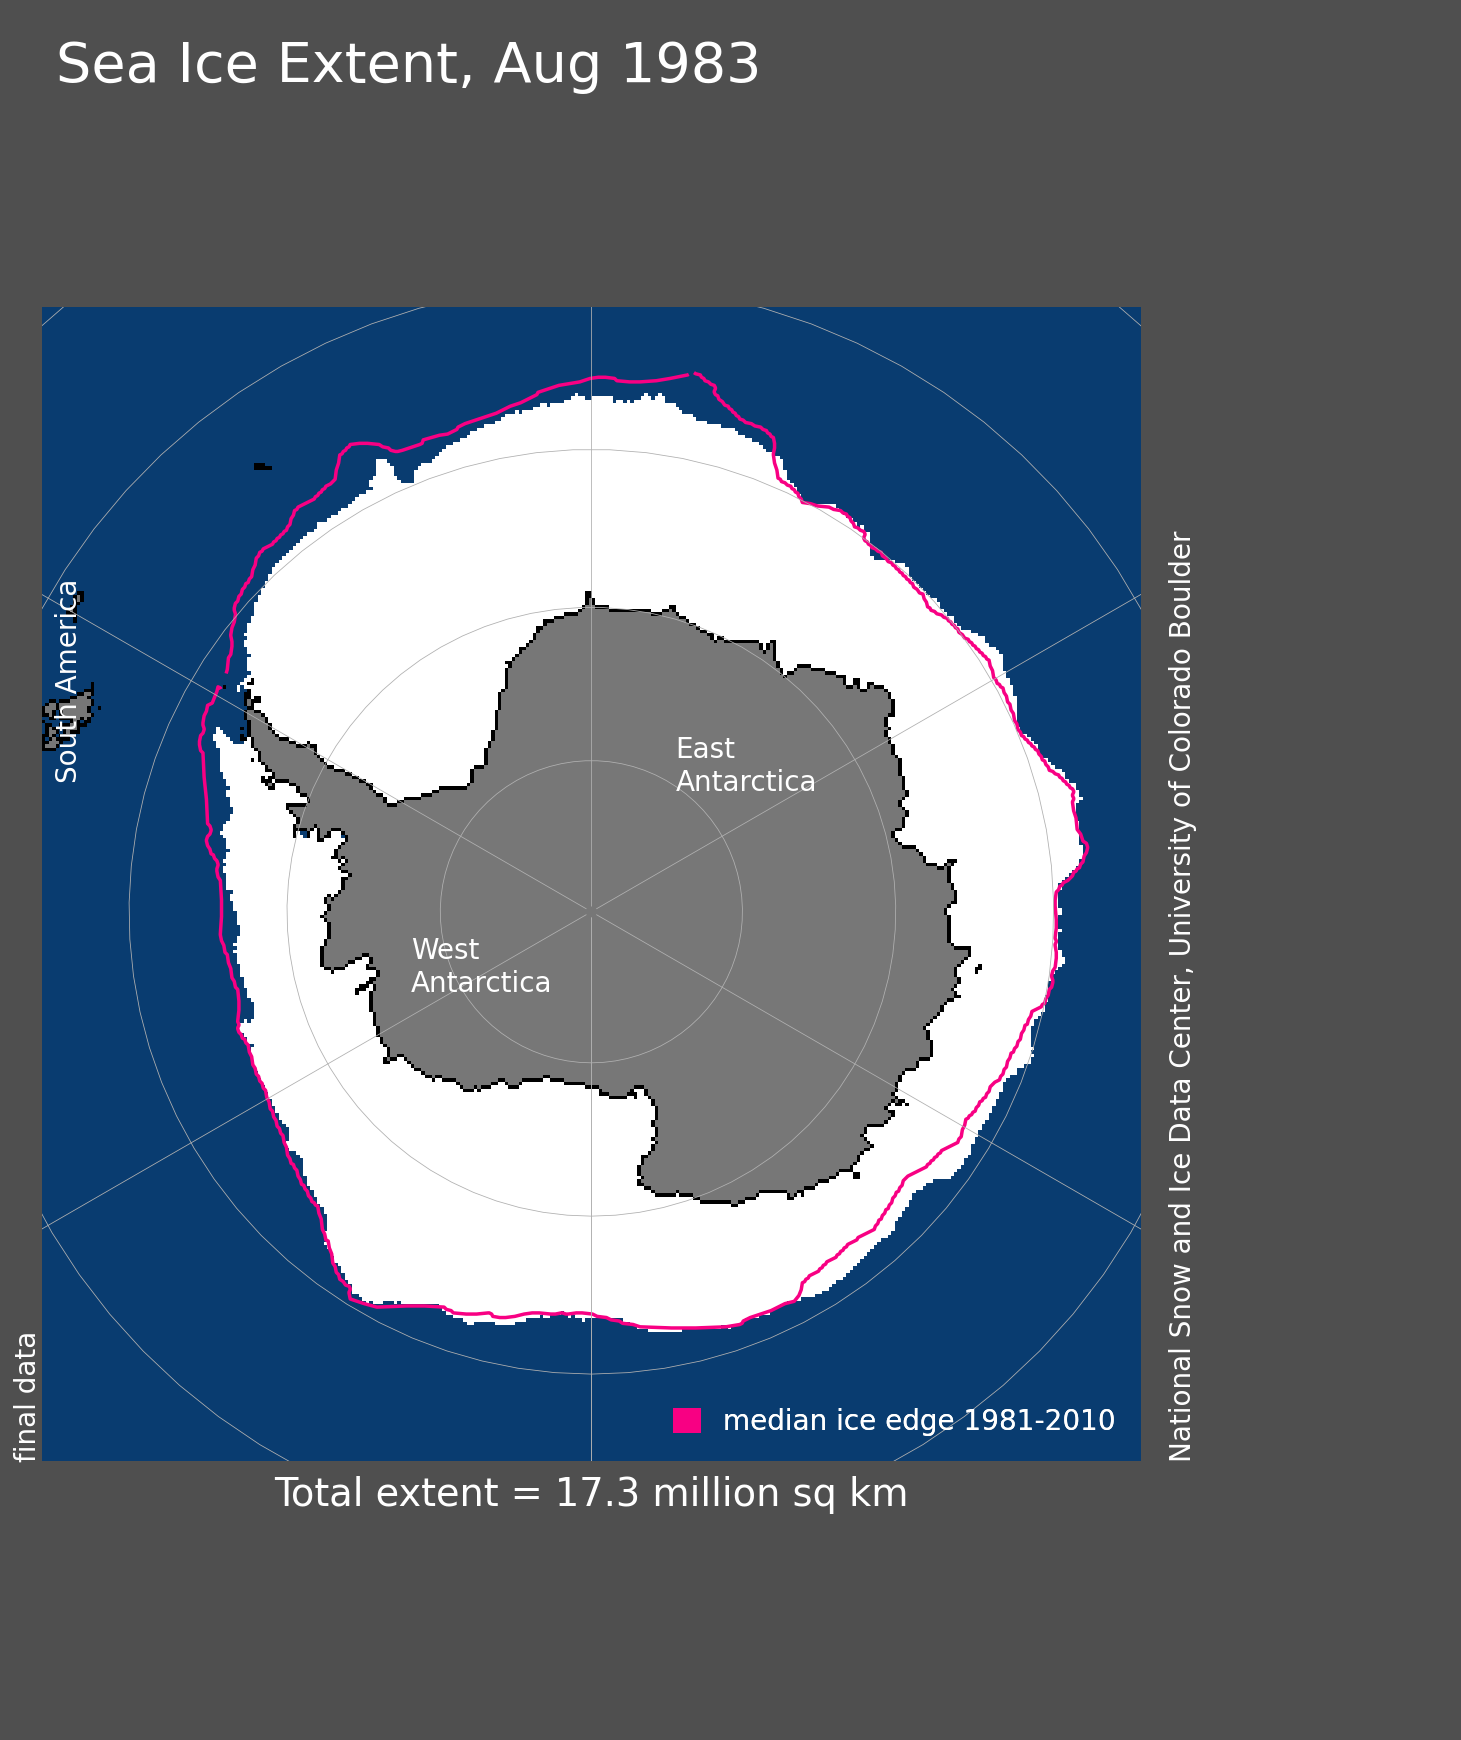 Sea Ice Extent, Aug 1983
South America
East
Antarctica
West
Antarctica
median ice edge 1981-2010
final data
National Snow and Ice Data Center, University of Colorado Boulder
Total extent = 17.3 million sq km